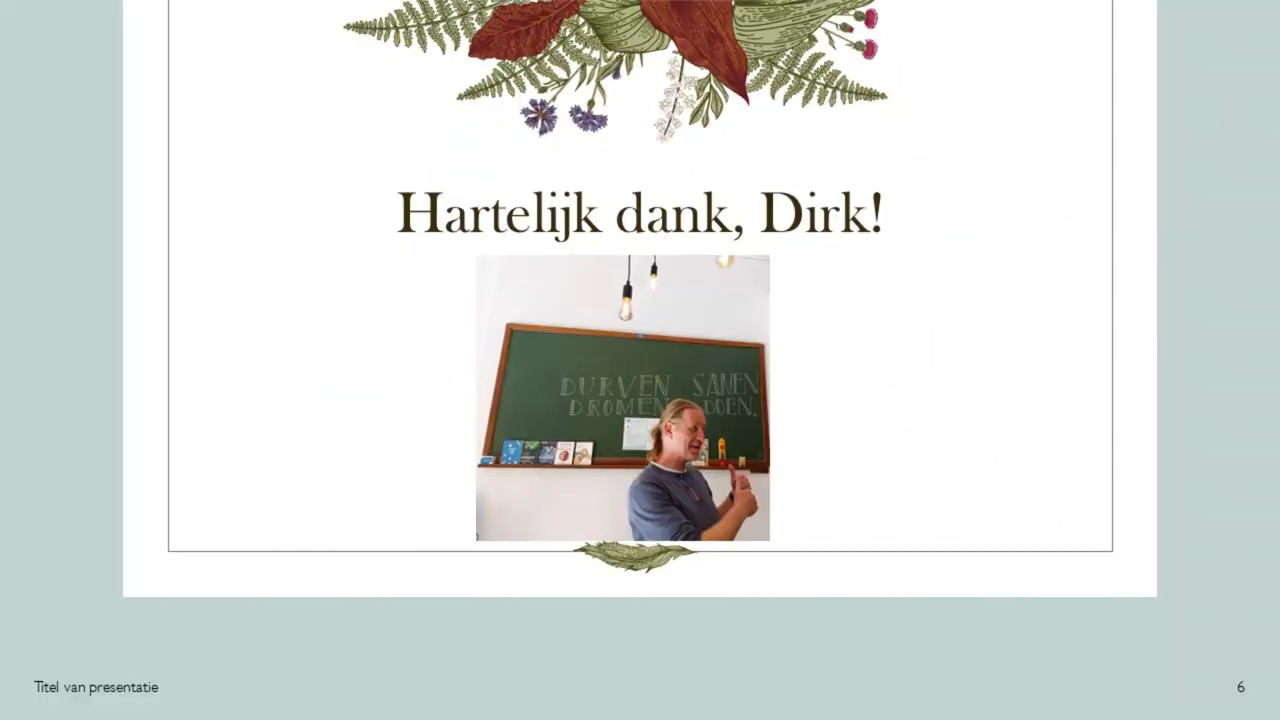 Hartelijk dank, Dirk!
DURVEN SAMEN
DROMEN DOEN.
Titel van presentatie
6